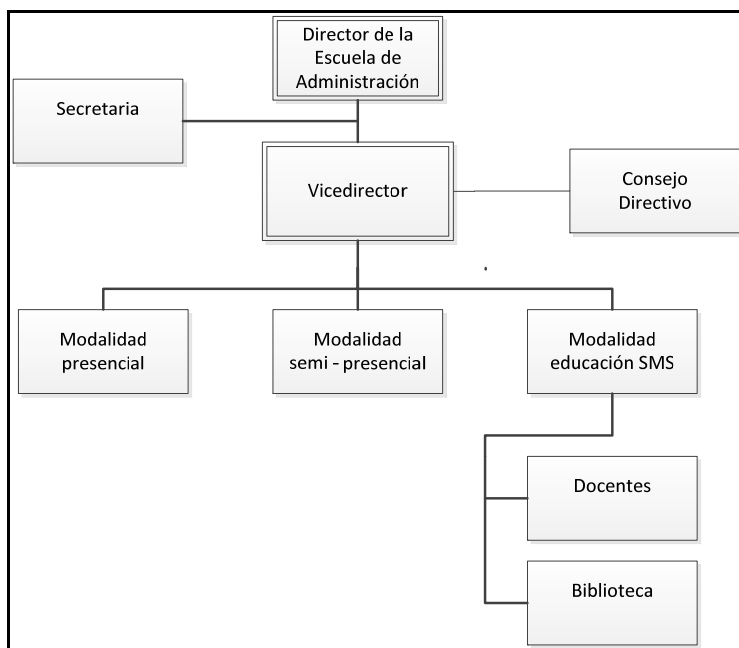 Director de la
Escuela de
Administración
Secretaria
Vicedirector
Consejo
Directivo
Modalidad
presencial
Modalidad
semi - presencial
Modalidad
educación SMS
Docentes
Biblioteca